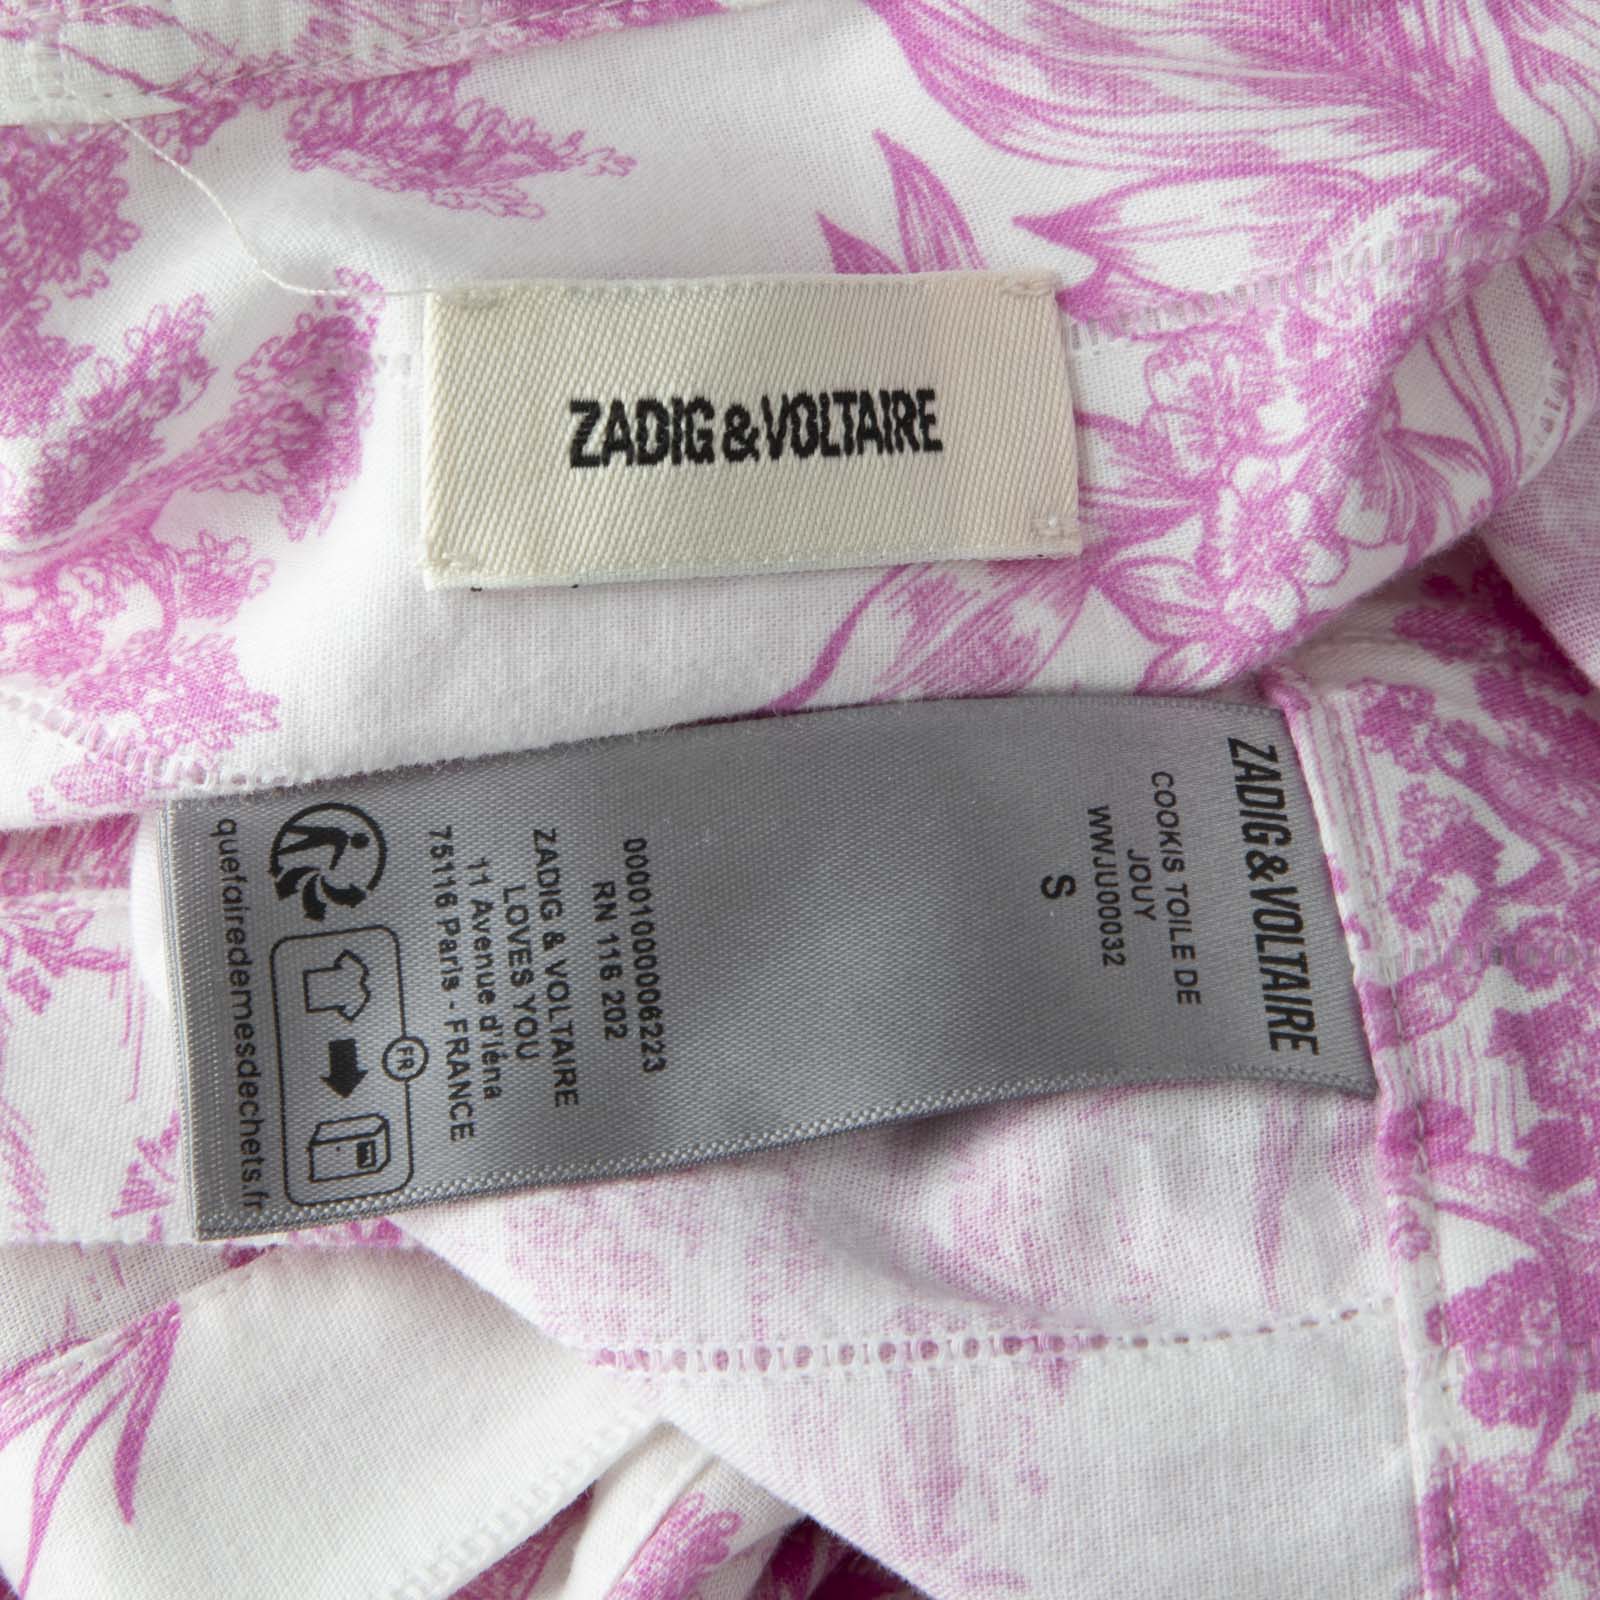 ZADIG&VOLTAIRE
ZADIG&VOLTAIRE
COOKIS TOILE DE
JOUY
WWJU00032
S
0000100006223
RN 116 202
ZADIG & VOLTAIRE
LOVES YOU
11 Avenue d'Iéna
75116 Paris - FRANCE
FR
quefairedemesdechets.fr